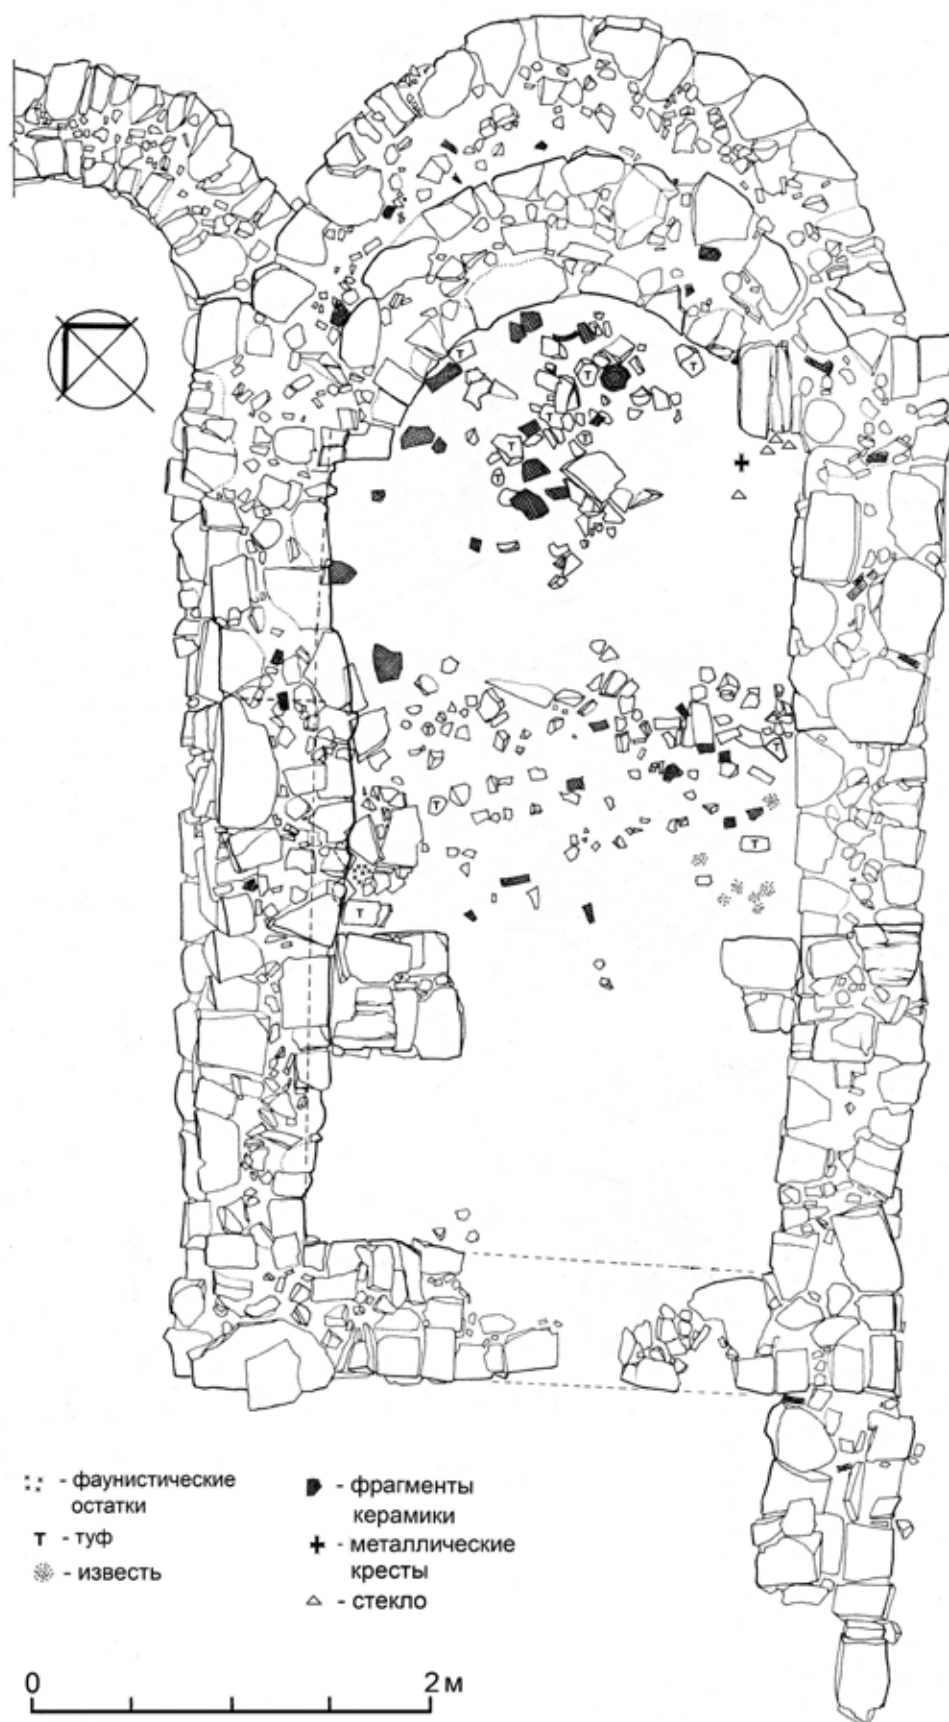 Т
Т
Т
Т
Т
Т
Т
Т
Т
Т
Т
- фаунистические
остатки
Т - туф
- известь
- фрагменты
керамики
- металлические
кресты
- стекло
0 2 м